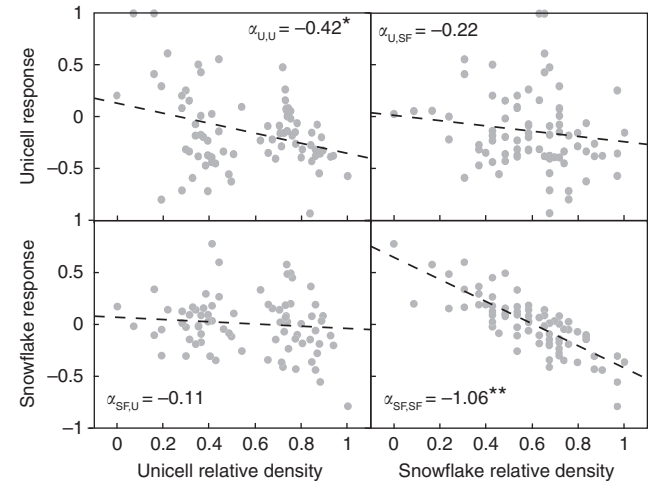 1
0.5
0
−0.5
1
Unicell response
α_U,U = −0.42*
α_U,SF = −0.22
0.5
0
−0.5
−1
Snowflake response
α_SF,U = −0.11
α_SF,SF = −1.06**
0 0.2 0.4 0.6 0.8 1
0 0.2 0.4 0.6 0.8 1
Unicell relative density
Snowflake relative density